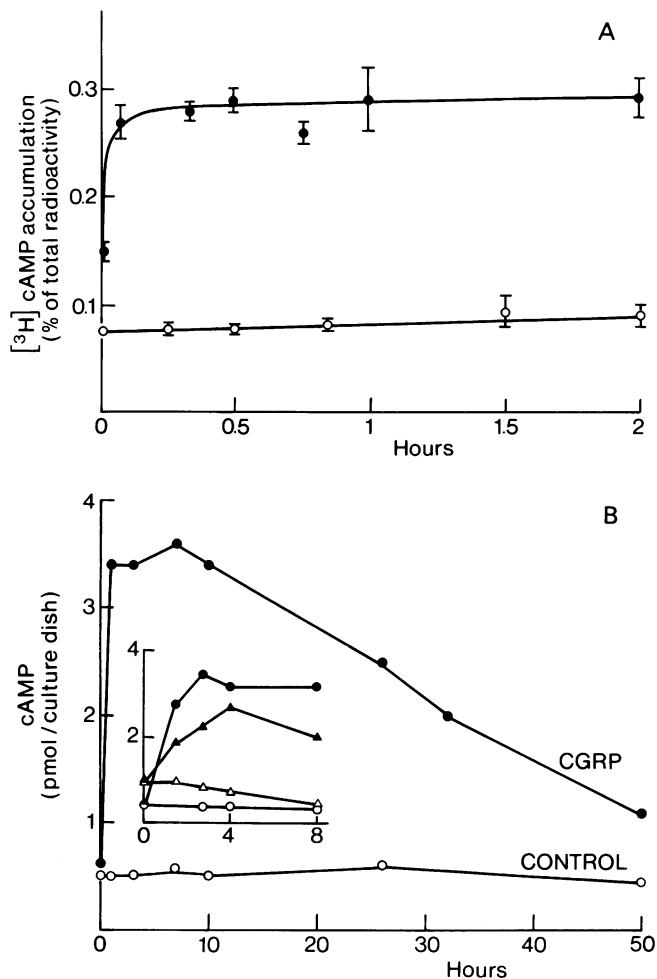 A
[³H] cAMP accumulation
(% of total radioactivity)
0.3
0.2
0.1
0
0.5
1
1.5
2
Hours
B
cAMP
(pmol / culture dish)
4
3
2
1
0
10
20
30
40
50
Hours
CGRP
CONTROL
4
2
0
4
8